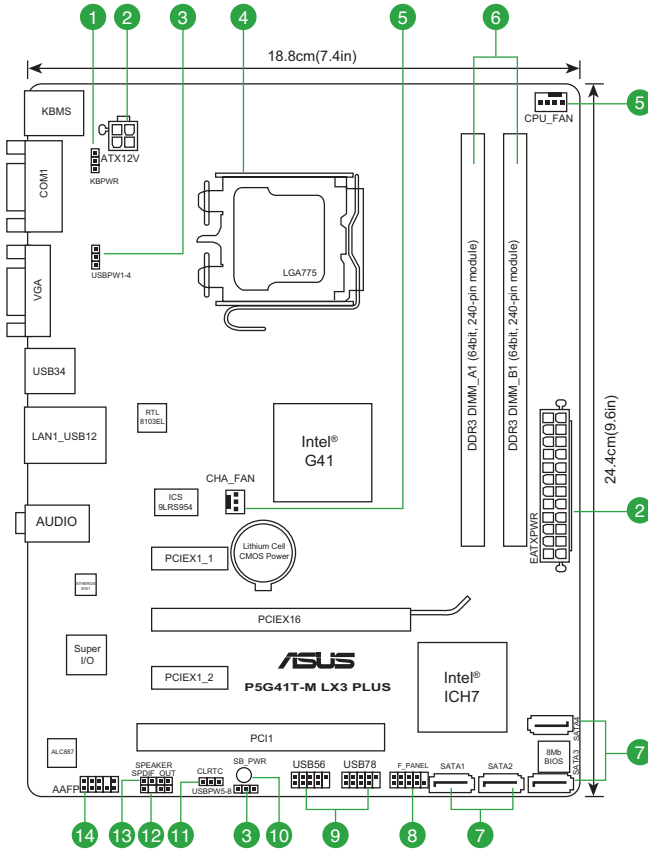 1
2
3
4
5
6
18.8cm(7.4in)
KBMS
ATX12V
CPU_FAN
5
KBPWR
COM1
USBPW1-4
LGA775
VGA
DDR3 DIMM_A1 (64bit, 240-pin module)
DDR3 DIMM_B1 (64bit, 240-pin module)
USB34
24.4cm(9.6in)
RTL
8103EL
LAN1_USB12
Intel®
G41
CHA_FAN
ICS
9LRS954
EATXPWR
2
AUDIO
Lithium Cell
CMOS Power
PCIEX1_1
ATHEROS
PCIEX16
Super
I/O
ASUS
Intel®
ICH7
PCIEX1_2
P5G41T-M LX3 PLUS
SATA4
PCI1
ALC887
8Mb
BIOS
SATA3
7
SPEAKER
SPDIF_OUT
CLRTC
SB_PWR
USB56
USB78
F_PANEL
SATA1
SATA2
AAFP
USBPW5-8
14
13
12
11
3
10
9
8
7